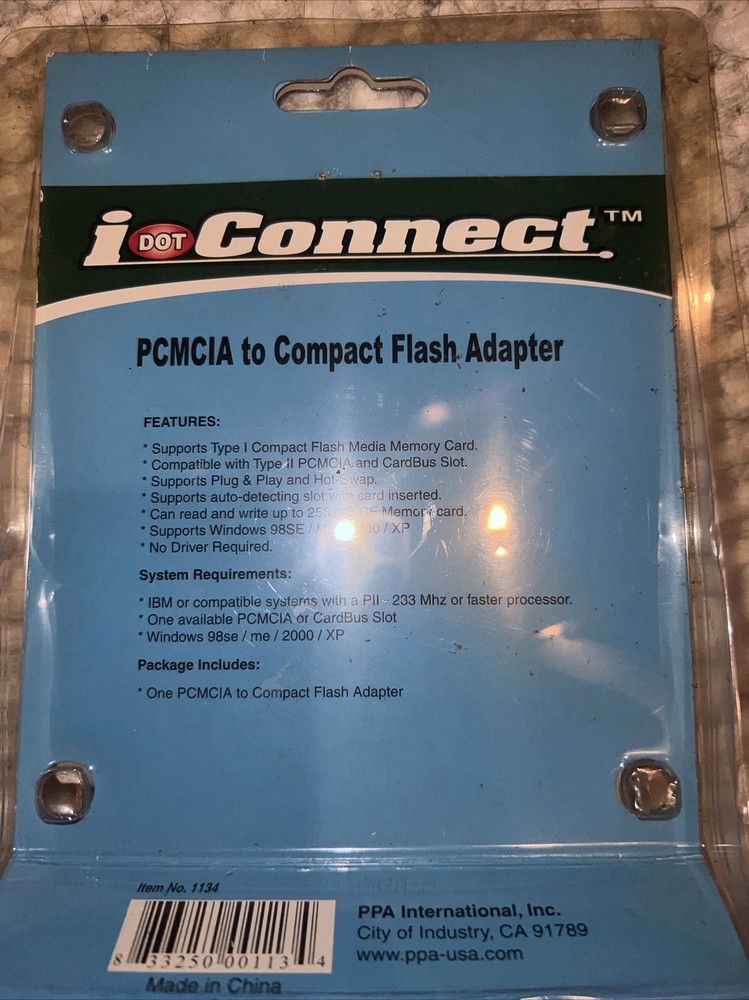 i DOT Connect™
PCMCIA to Compact Flash Adapter
FEATURES:
* Supports Type I Compact Flash Media Memory Card.
* Compatible with Type II PCMCIA and CardBus Slot.
* Supports Plug & Play and Hot-Swap.
* Supports auto-detecting slot with card inserted.
* Can read and write up to Memory card.
* Supports Windows 98SE / / XP
* No Driver Required.
System Requirements:
* IBM or compatible systems with a PII - 233 Mhz or faster processor.
* One available PCMCIA or CardBus Slot
* Windows 98se / me / 2000 / XP
Package Includes:
* One PCMCIA to Compact Flash Adapter
Item No. 1134
8 33250 00113 4
Made in China
PPA International, Inc.
City of Industry, CA 91789
www.ppa-usa.com